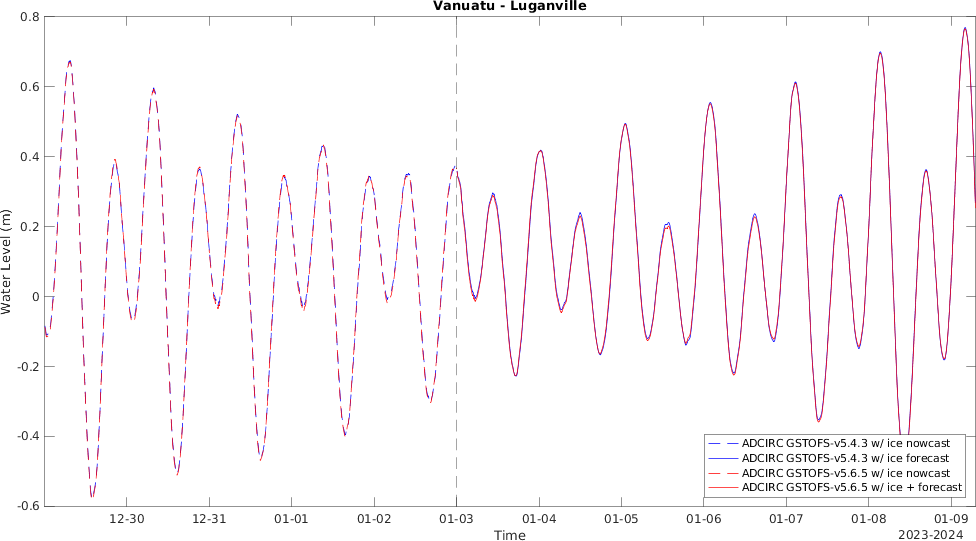 Vanuatu - Luganville
Water Level (m)
0.8
0.6
0.4
0.2
0
-0.2
-0.4
-0.6
12-30
12-31
01-01
01-02
01-03
01-04
01-05
01-06
01-07
01-08
01-09
Time
2023-2024
ADCIRC GSTOFS-v5.4.3 w/ ice nowcast
ADCIRC GSTOFS-v5.4.3 w/ ice forecast
ADCIRC GSTOFS-v5.6.5 w/ ice nowcast
ADCIRC GSTOFS-v5.6.5 w/ ice + forecast